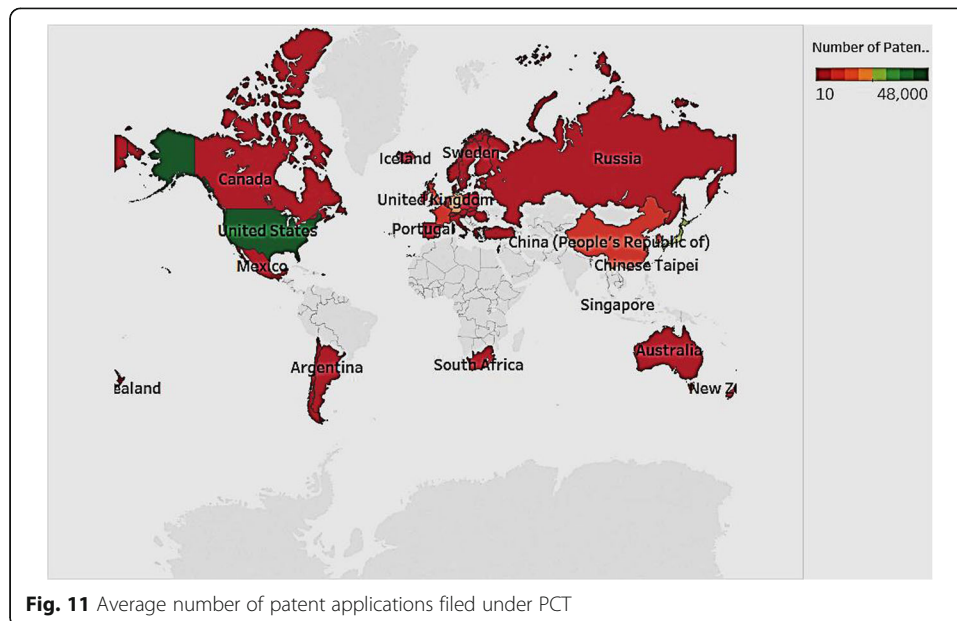 Number of Paten..
10 48,000
Iceland
Sweden
Russia
Canada
United Kingdom
United States
Portugal
China (People's Republic of)
Mexico
Chinese Taipei
Singapore
Australia
Argentina
South Africa
ealand
New Z
Fig. 11 Average number of patent applications filed under PCT